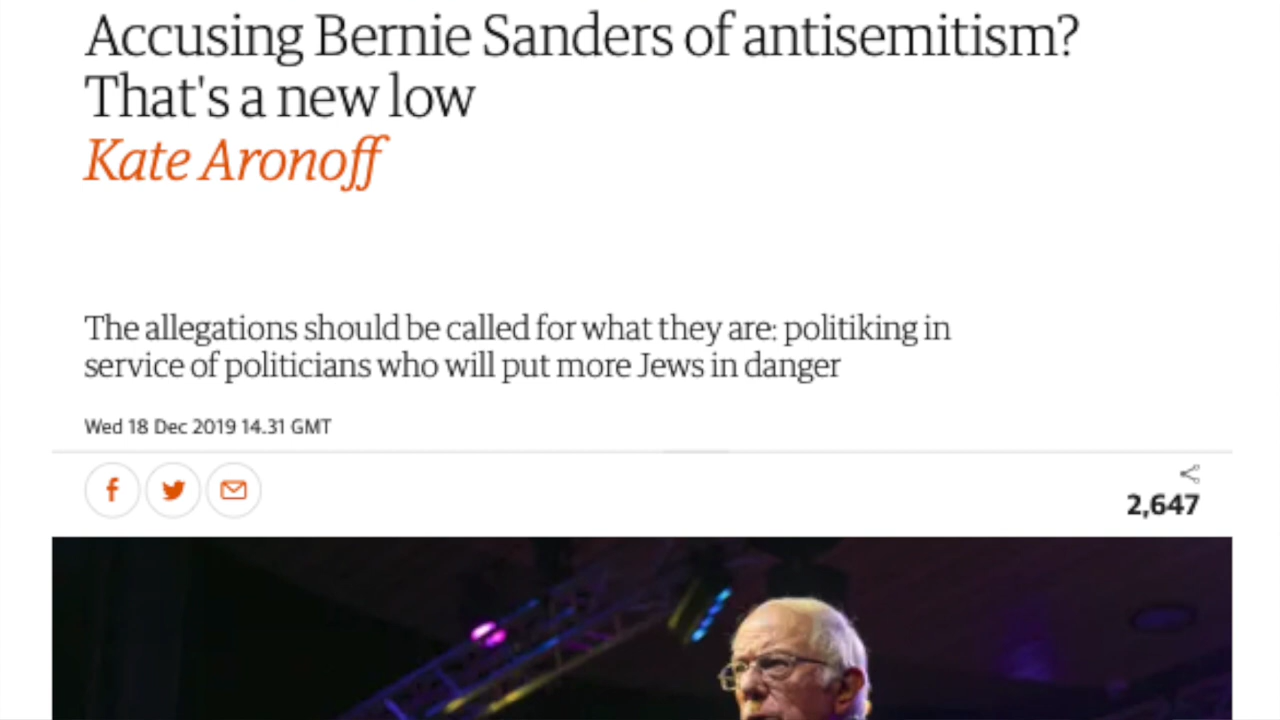 Accusing Bernie Sanders of antisemitism?
That's a new low
Kate Aronoff
The allegations should be called for what they are: politiking in
service of politicians who will put more Jews in danger
Wed 18 Dec 2019 14.31 GMT
2,647